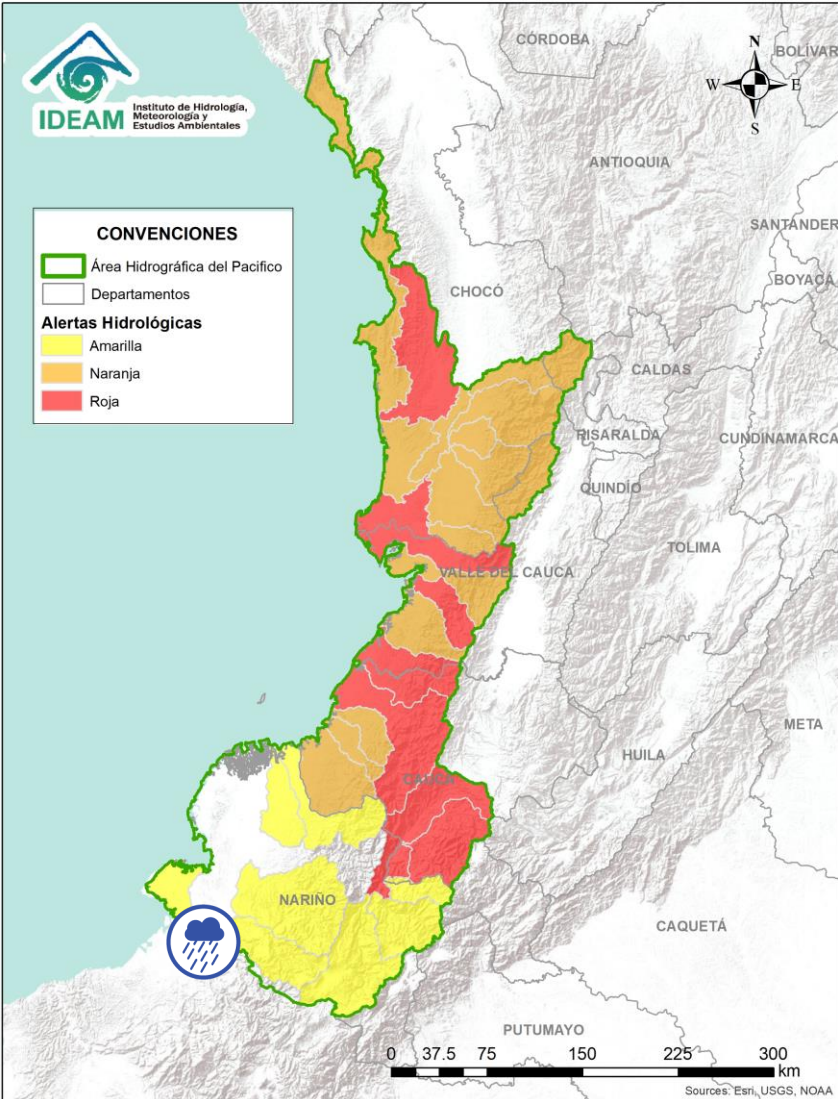 IDEAM
Instituto de Hidrología,
Meteorología y
Estudios Ambientales
CÓRDOBA
BOLÍVAR
N
W
E
S
ANTIOQUIA
SANTANDER
BOYACÁ
CHOCÓ
CONVENCIONES
Área Hidrográfica del Pacifico
Departamentos
Alertas Hidrológicas
Amarilla
Naranja
Roja
CALDAS
RISARALDA
CUNDINAMARCA
QUINDÍO
TOLIMA
VALLE DEL CAUCA
META
HUILA
CAUCA
NARIÑO
CAQUETÁ
PUTUMAYO
0 37.5 75 150 225 300
km
Sources: Esri, USGS, NOAA